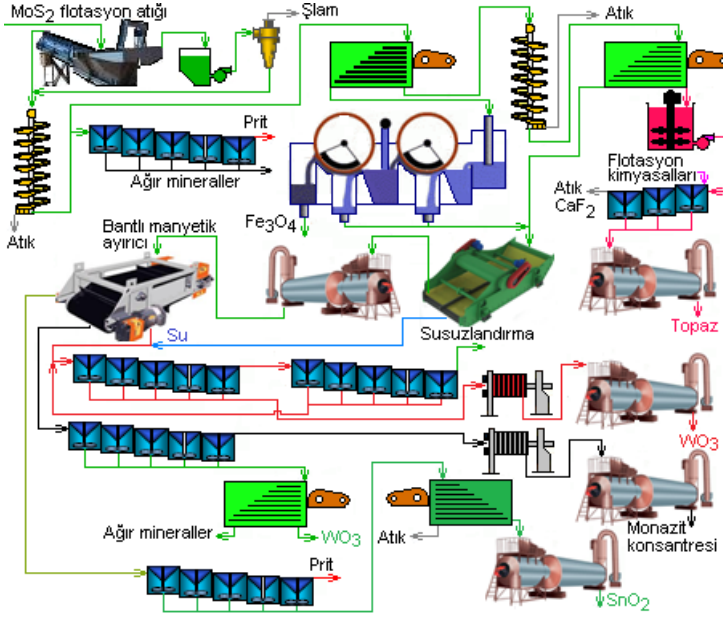 MoS2 flotasyon atığı
Şlam
Atık
Prit
Ağır mineraller
Flotasyon
kimyasalları
Atık
CaF2
Atık
Bantlı manyetik
ayırıcı
Fe3O4
Topaz
Su
Susuzlandırma
WO3
Ağır mineraller
WO3
Atık
Monazit
konsantresi
Prit
SnO2